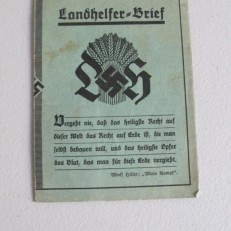 Landhelfer-Brief
L H
Vergeßt nie, daß das heiligste Recht auf
dieser Welt das Recht auf Erde ist, die man
selbst bebauen will, und das heiligste Opfer
das Blut, das man für diese Erde vergießt.
Adolf Hitler: „Mein Kampf“.